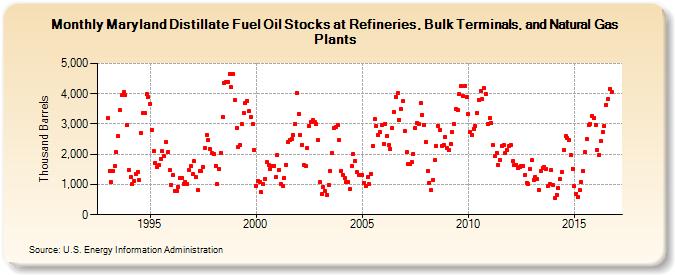 Monthly Maryland Distillate Fuel Oil Stocks at Refineries, Bulk Terminals, and Natural Gas
Plants
Thousand Barrels
5,000
4,000
3,000
2,000
1,000
0
1995
2000
2005
2010
2015
Source: U.S. Energy Information Administration